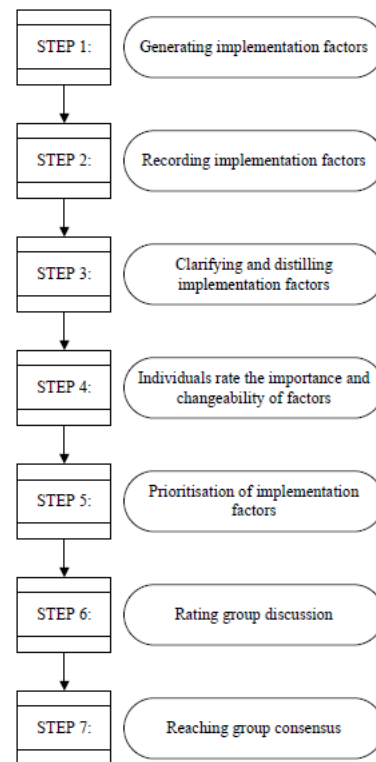 STEP 1:
Generating implementation factors
STEP 2:
Recording implementation factors
STEP 3:
Clarifying and distilling
implementation factors
STEP 4:
Individuals rate the importance and
changeability of factors
STEP 5:
Prioritisation of implementation
factors
STEP 6:
Rating group discussion
STEP 7:
Reaching group consensus